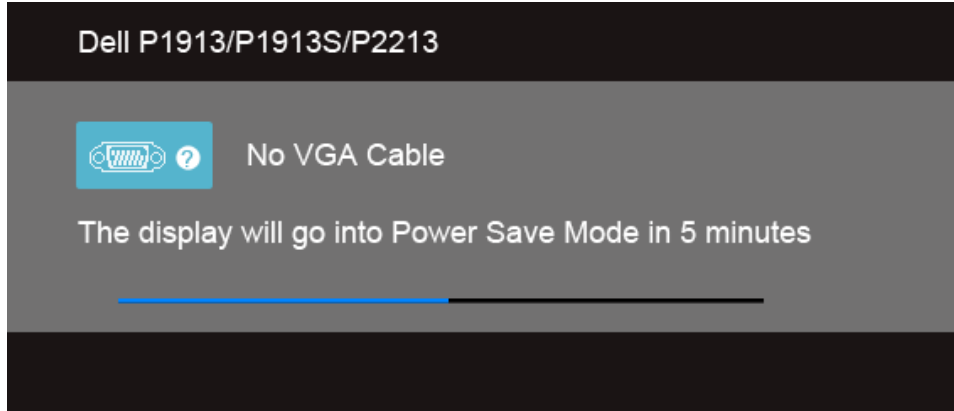 Dell P1913/P1913S/P2213
? No VGA Cable
The display will go into Power Save Mode in 5 minutes